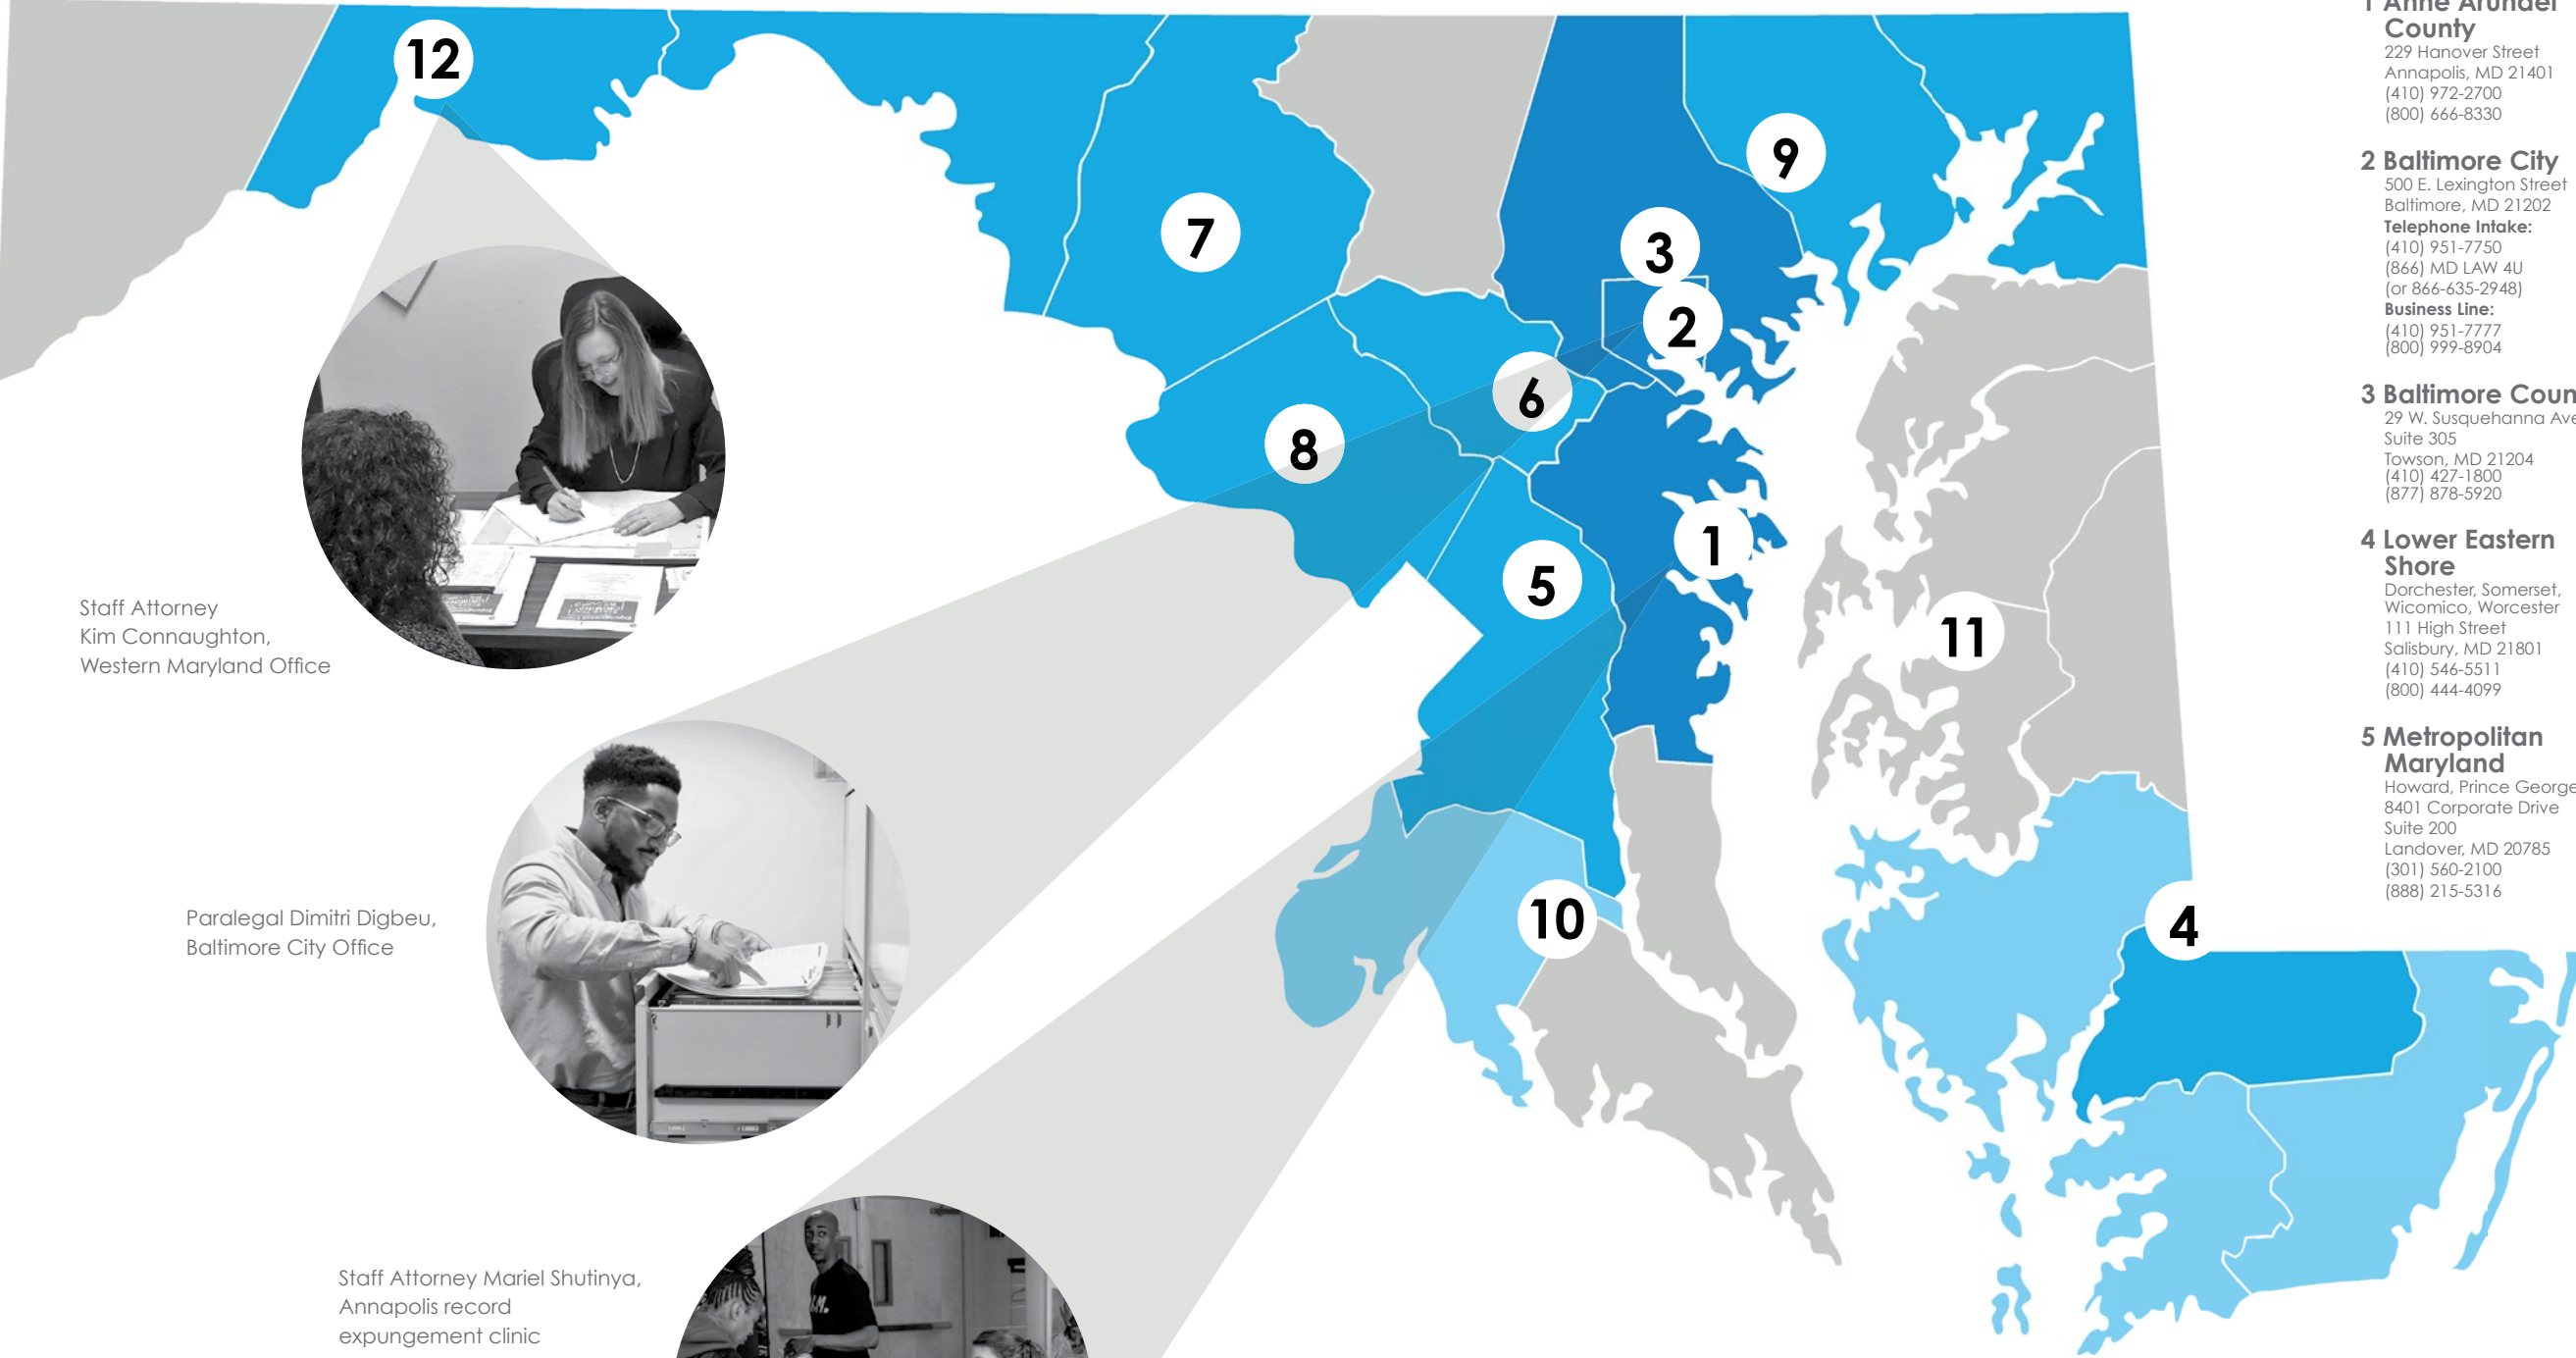 12
9
7
3
2
6
8
1
5
11
10
4
Staff Attorney
Kim Connaughton,
Western Maryland Office
Paralegal Dimitri Digbeu,
Baltimore City Office
Staff Attorney Mariel Shutinya,
Annapolis record
expungement clinic
1 Anne Arundel
County
229 Hanover Street
Annapolis, MD 21401
(410) 972-2700
(800) 666-8330
2 Baltimore City
500 E. Lexington Street
Baltimore, MD 21202
Telephone Intake:
(410) 951-7750
(866) MD LAW 4U
(or 866-635-2948)
Business Line:
(410) 951-7777
(800) 999-8904
3 Baltimore Coun
29 W. Susquehanna Ave
Suite 305
Towson, MD 21204
(410) 427-1800
(877) 878-5920
4 Lower Eastern
Shore
Dorchester, Somerset,
Wicomico, Worcester
111 High Street
Salisbury, MD 21801
(410) 546-5511
(800) 444-4099
5 Metropolitan
Maryland
Howard, Prince George
8401 Corporate Drive
Suite 200
Landover, MD 20785
(301) 560-2100
(888) 215-5316